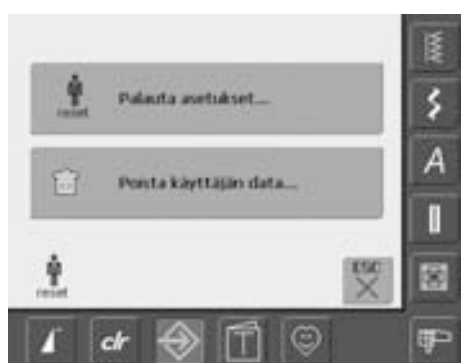 Palauta asetukset...
reset
Poista käyttäjän data...
reset
ESC
A
clr
T